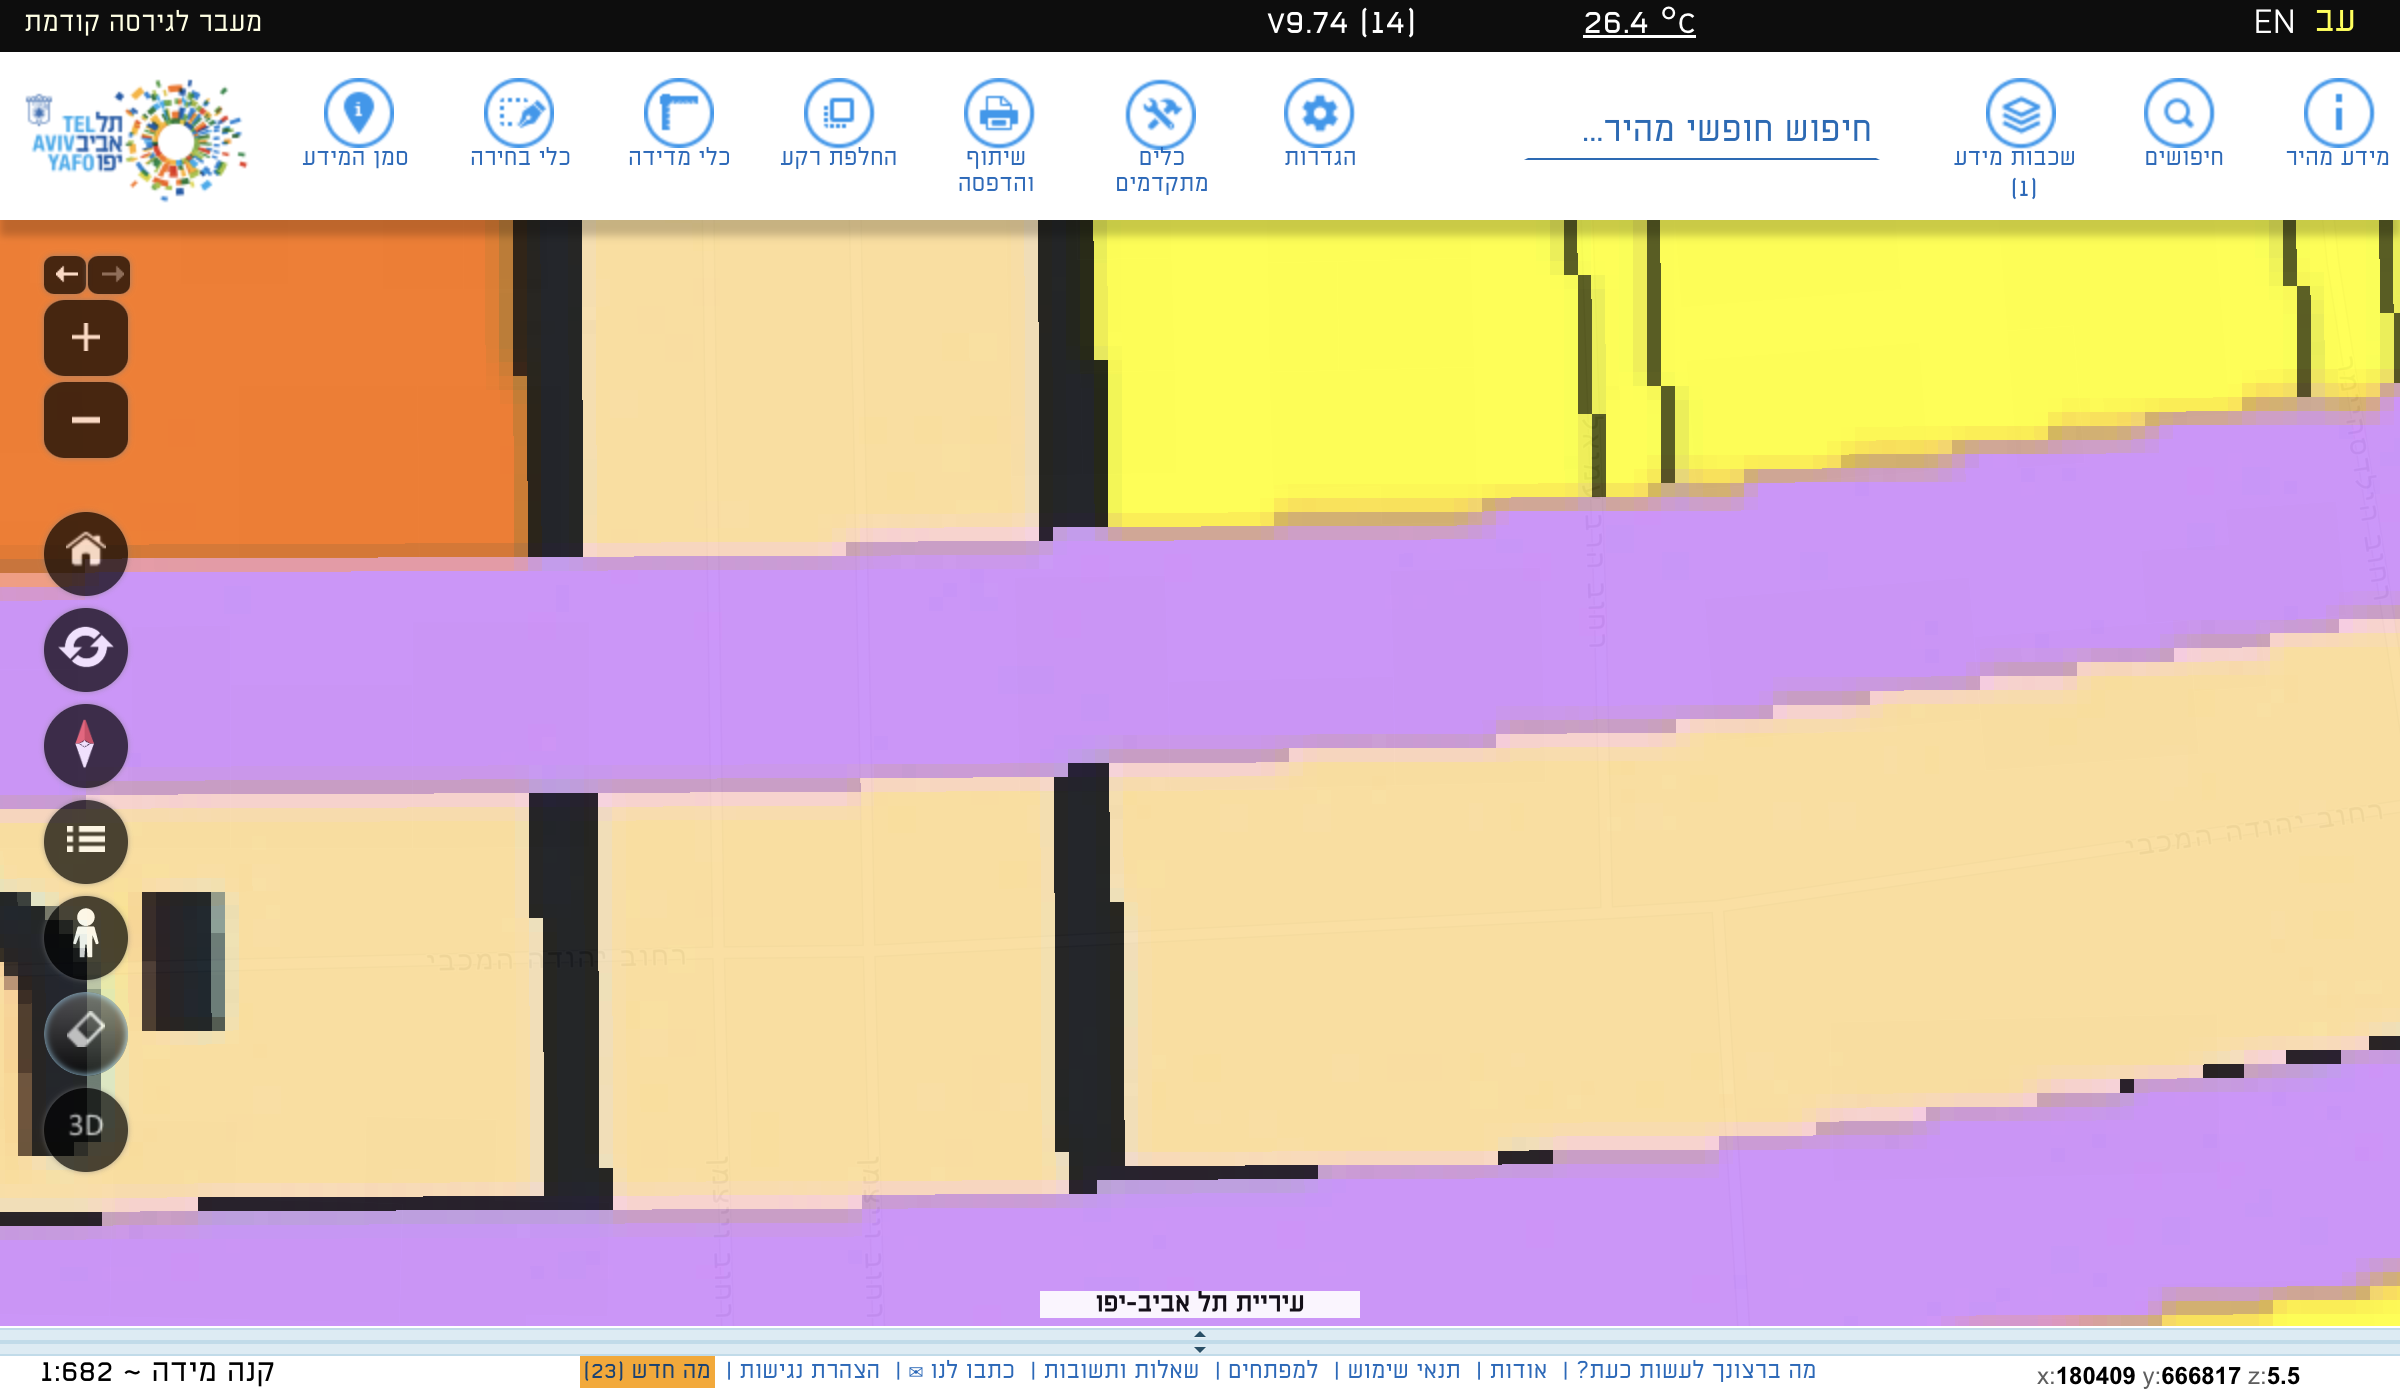 עב EN
26.4 °C
V9.74 (14)
מעבר לגירסה קודמת
מידע מהיר
חיפושים
שכבות מידע
(1)
חיפוש חופשי מהיר...
הגדרות
כלים
מתקדמים
שיתוף
והדפסה
החלפת רקע
כלי מדידה
כלי בחירה
סמן המידע
תל
אביב
יפו
TEL
AVIV
YAFO
3D
רחוב יהודה המכבי
רחוב יהודה המכבי
עיריית תל אביב-יפו
מה ברצונך לעשות כעת? | אודות | תנאי שימוש | למפתחים | שאלות ותשובות | כתבו לנו ✉ | הצהרת נגישות | מה חדש (23)
קנה מידה ~ 1:682
x:180409 y:666817 z:5.5